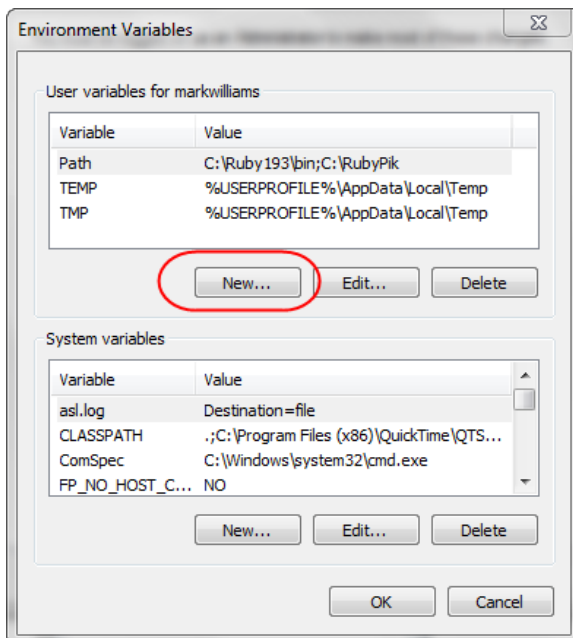 Environment Variables
User variables for markwilliams
Variable Value
Path C:\Ruby193\bin;C:\RubyPik
TEMP %USERPROFILE%\AppData\Local\Temp
TMP %USERPROFILE%\AppData\Local\Temp
New... Edit... Delete
System variables
Variable Value
asl.log Destination=file
CLASSPATH .;C:\Program Files (x86)\QuickTime\QTS...
ComSpec C:\Windows\system32\cmd.exe
FP_NO_HOST_C... NO
New... Edit... Delete
OK Cancel